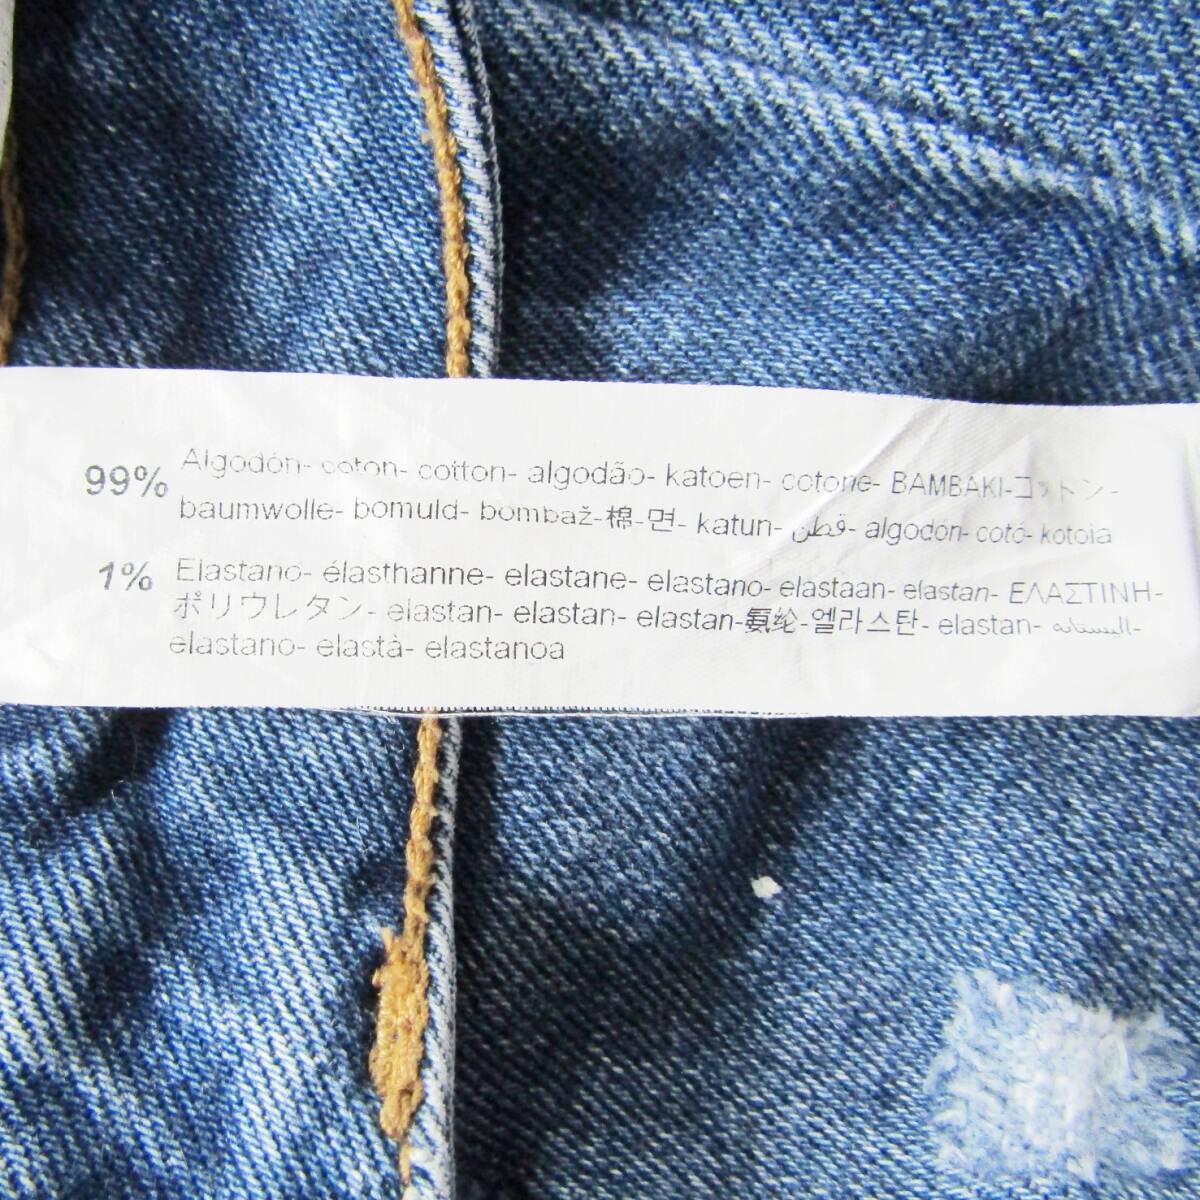 99% Algodón- coton- cotton- algodão- katoen- cotone- BAMBAKI-コットン-
baumwolle- bomuld- bombaž-棉-면- katun- قطن- algodón- cotó- kotoia
1% Elastano- élasthanne- elastane- elastano- elastaan- elastan- ΕΛΑΣΤΙΝΗ-
ポリウレタン- elastan- elastan- elastan-氨纶-엘라스탄- elastan- اليستانه-
elastano- elastà- elastanoa